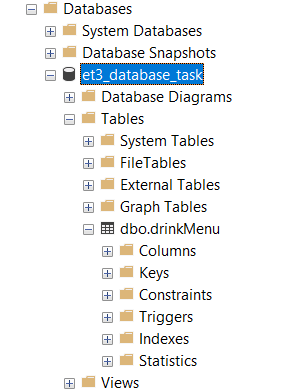 Databases
System Databases
Database Snapshots
et3_database_task
Database Diagrams
Tables
System Tables
FileTables
External Tables
Graph Tables
dbo.drinkMenu
Columns
Keys
Constraints
Triggers
Indexes
Statistics
Views